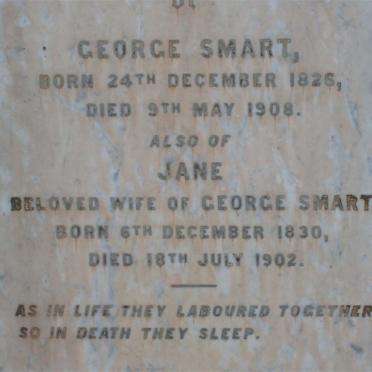 OF
GEORGE SMART,
BORN 24TH DECEMBER 1826,
DIED 9TH MAY 1908.
ALSO OF
JANE
BELOVED WIFE OF GEORGE SMART
BORN 6TH DECEMBER 1830,
DIED 18TH JULY 1902.
AS IN LIFE THEY LABOURED TOGETHER
SO IN DEATH THEY SLEEP.